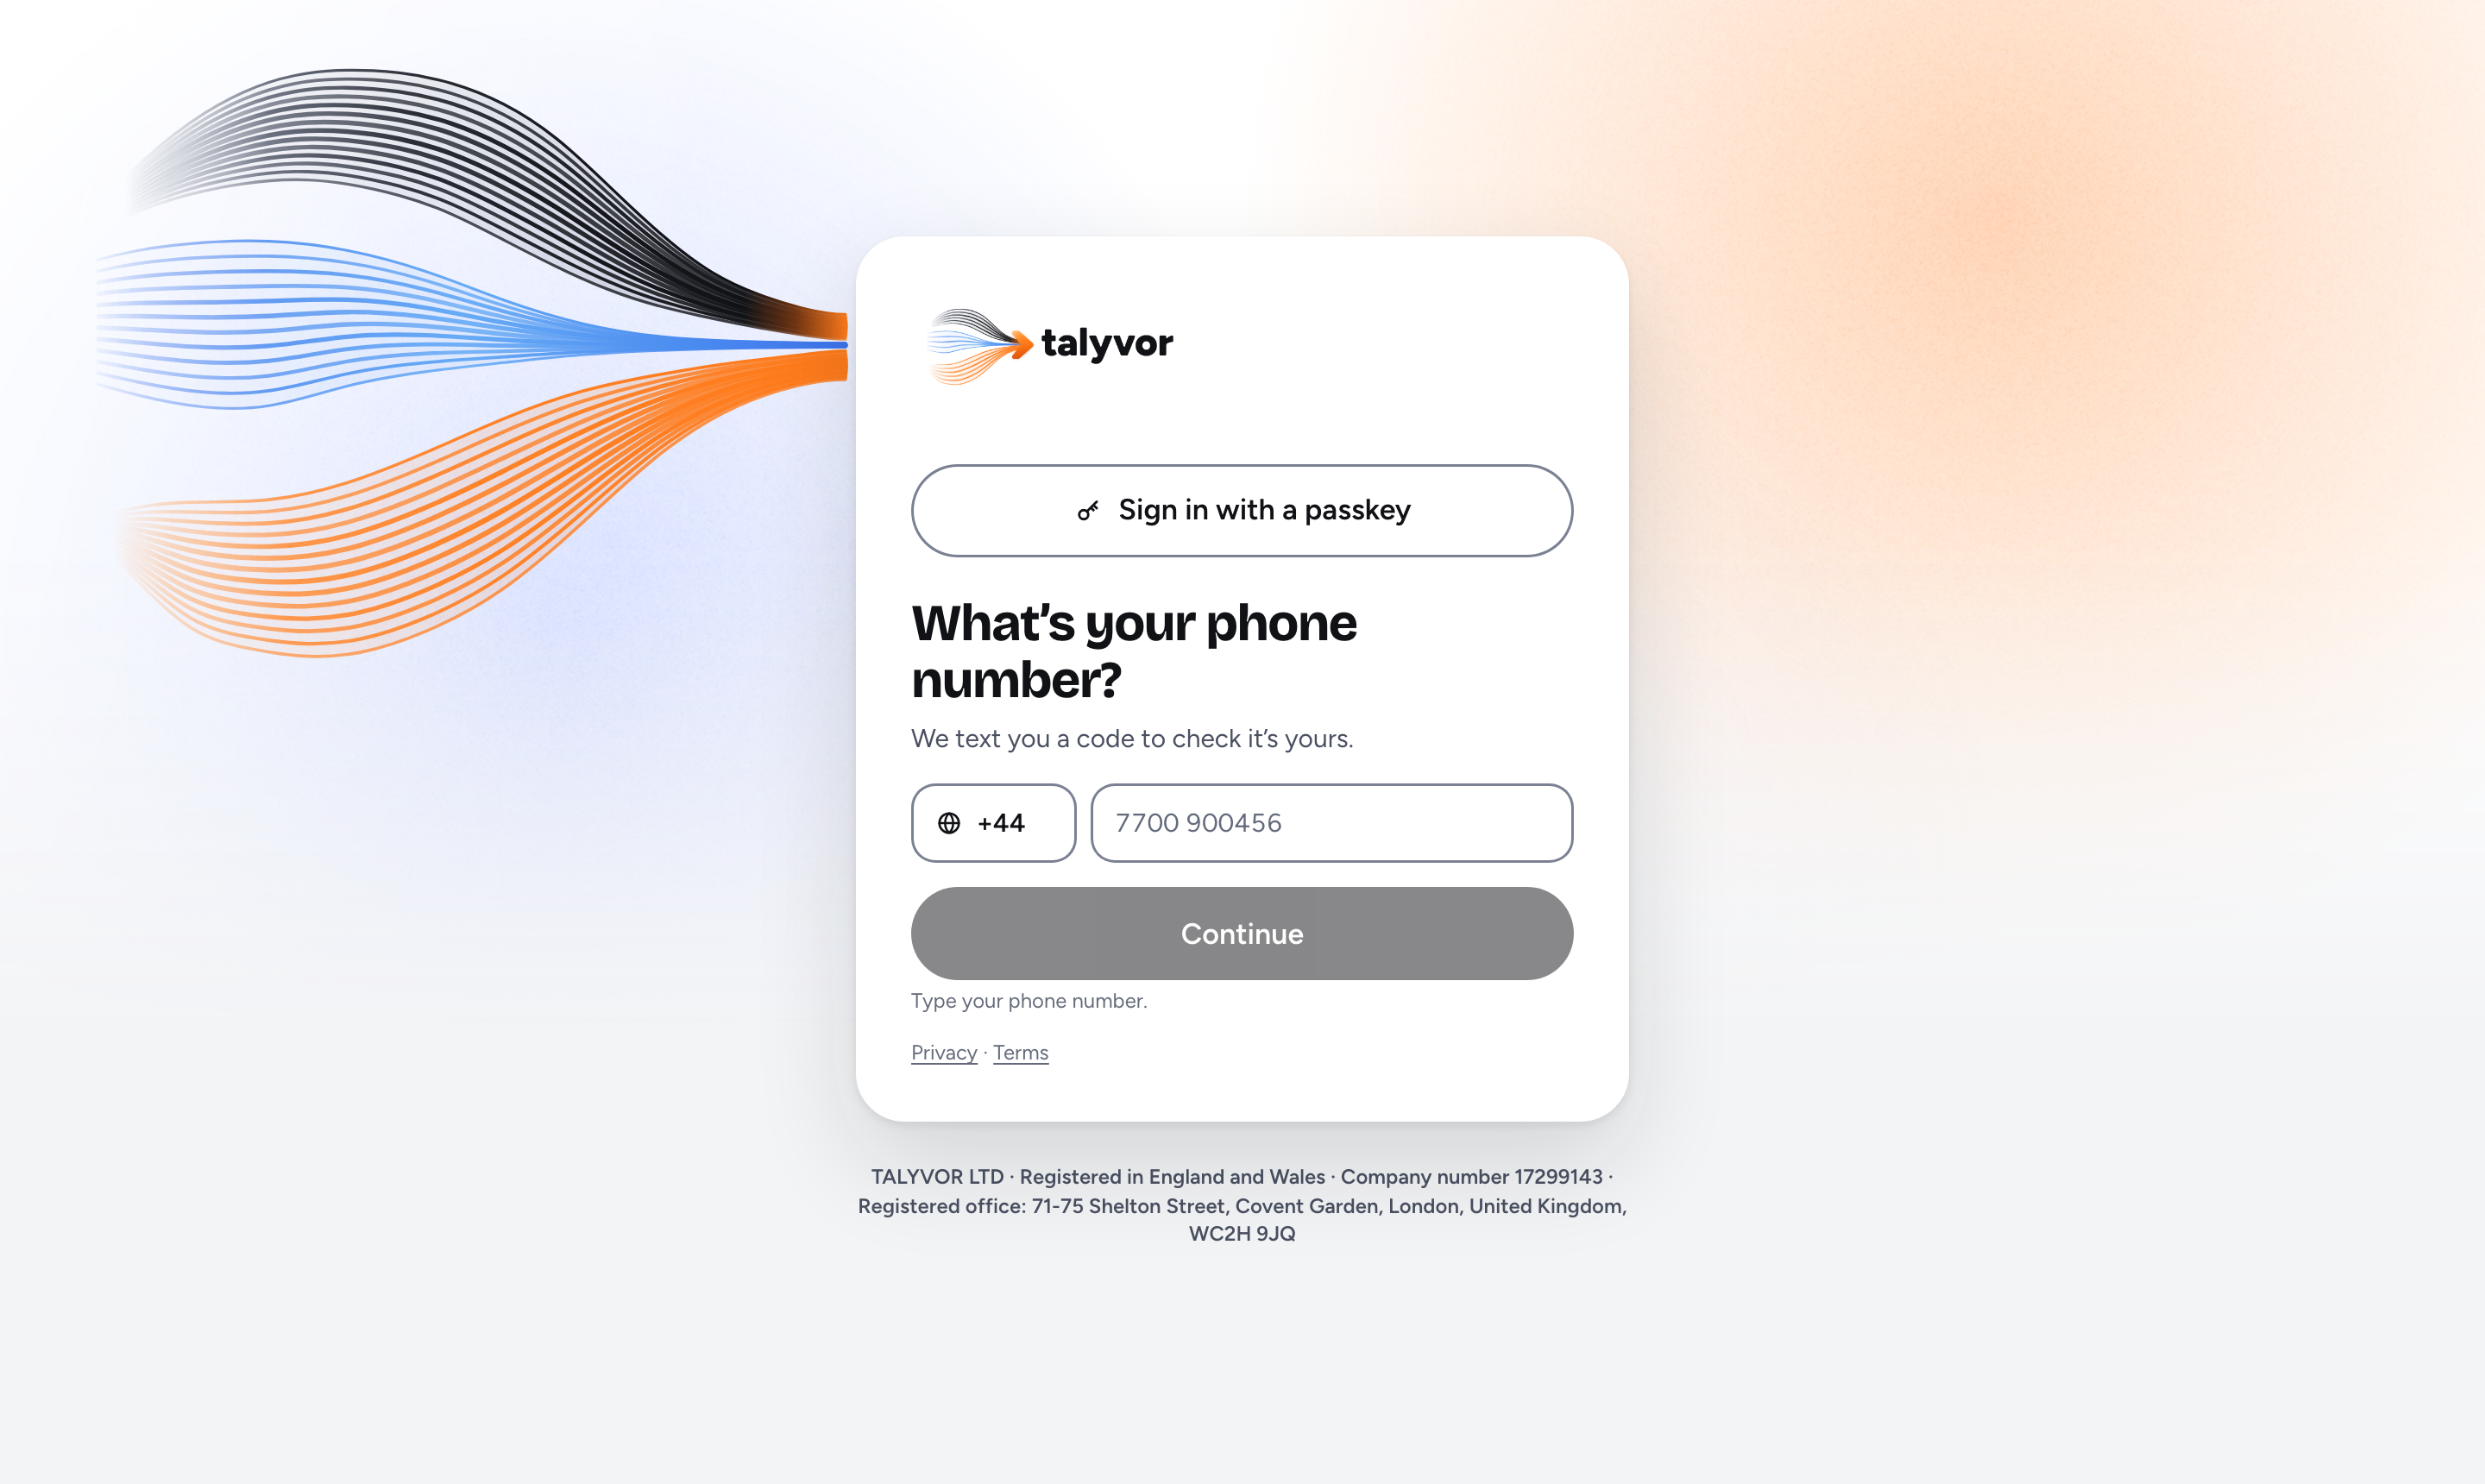 talyvor
Sign in with a passkey
What’s your phone
number?
We text you a code to check it’s yours.
+44
7700 900456
Continue
Type your phone number.
Privacy · Terms
TALYVOR LTD · Registered in England and Wales · Company number 17299143 ·
Registered office: 71-75 Shelton Street, Covent Garden, London, United Kingdom,
WC2H 9JQ